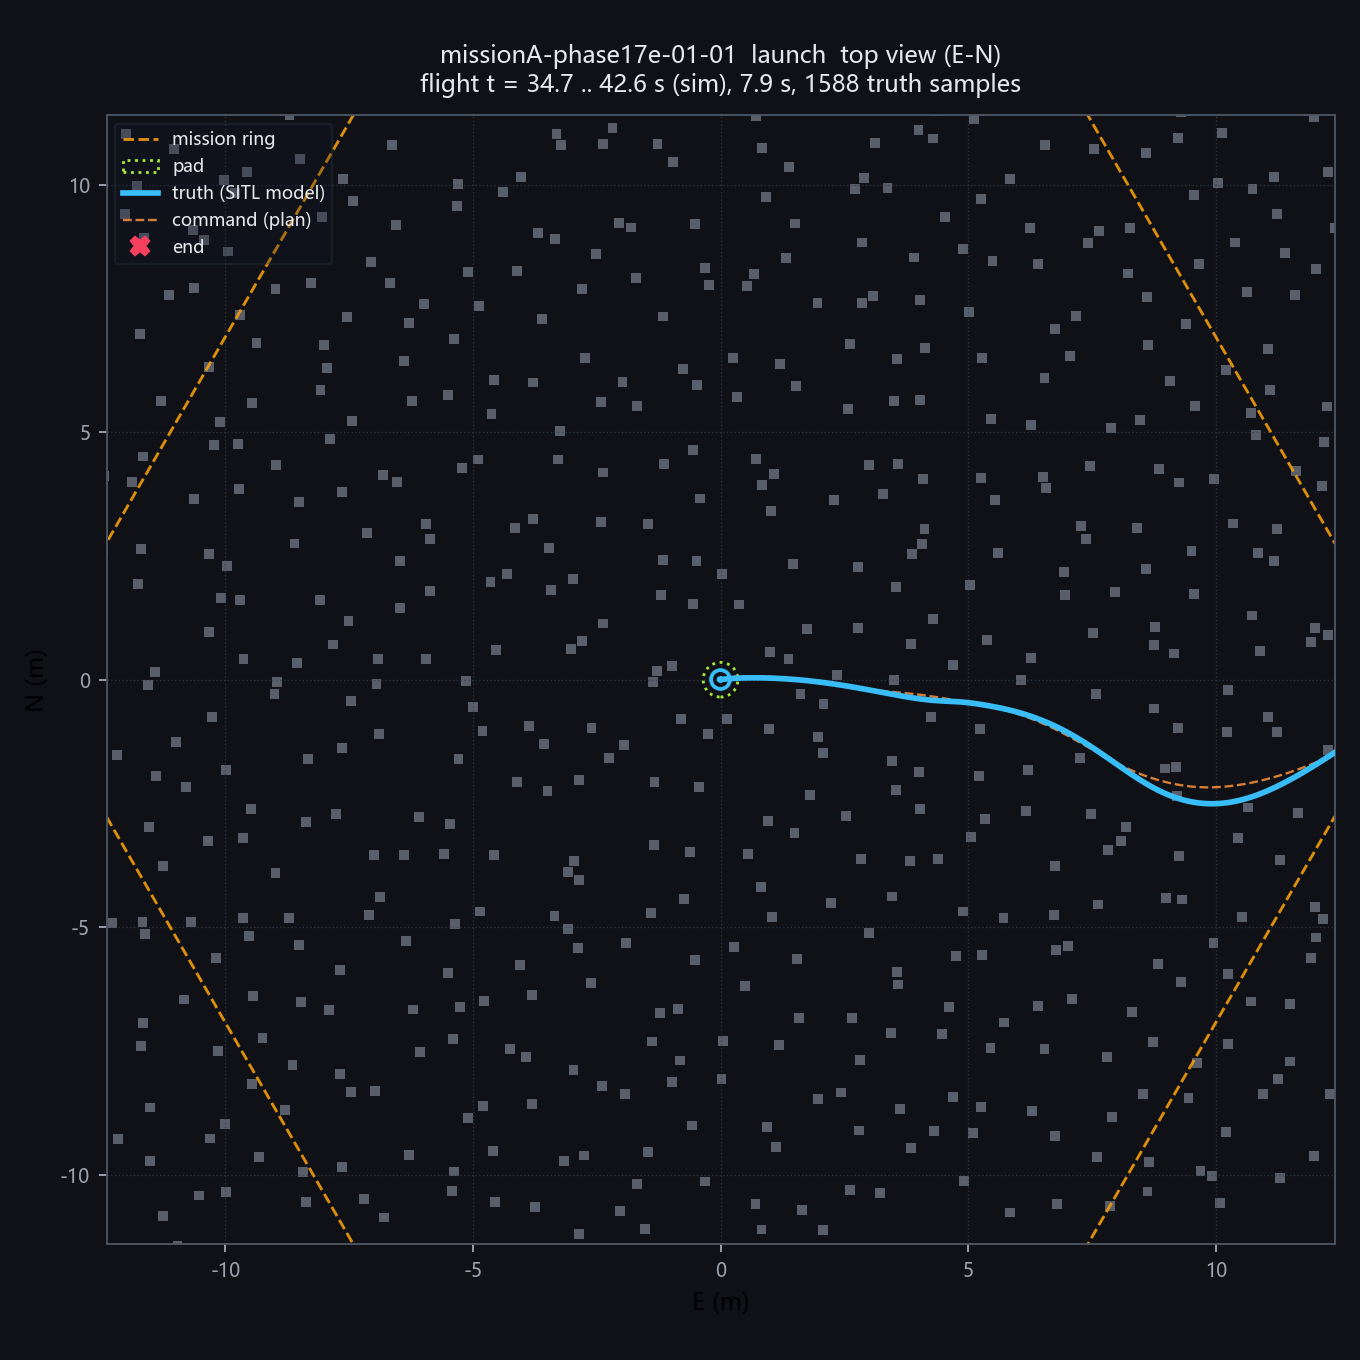 missionA-phase17e-01-01 launch top view (E-N)
flight t = 34.7 .. 42.6 s (sim), 7.9 s, 1588 truth samples
mission ring
pad
truth (SITL model)
command (plan)
end
10
5
0
-5
-10
N (m)
-10
-5
0
5
10
E (m)